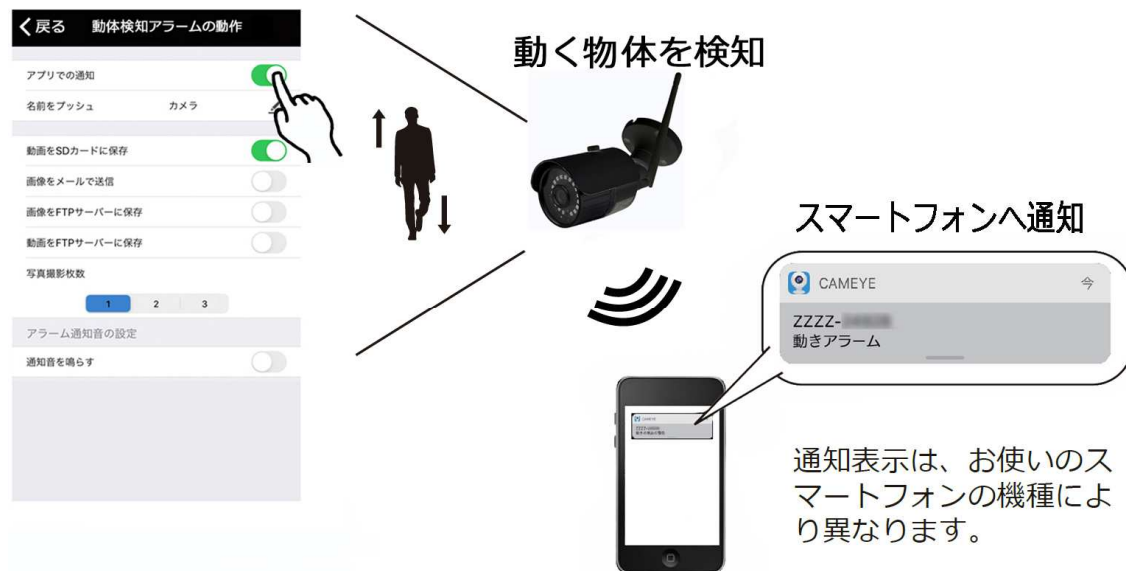 戻る 動体検知アラームの動作
アプリでの通知
名前をプッシュ カメラ
動画をSDカードに保存
画像をメールで送信
画像をFTPサーバーに保存
動画をFTPサーバーに保存
写真撮影枚数
1 2 3
アラーム通知音の設定
通知音を鳴らす
動く物体を検知
スマートフォンへ通知
CAMEYE 今
ZZZZ-
動きアラーム
CAMEYE
通知表示は、お使いのス
マートフォンの機種によ
り異なります。